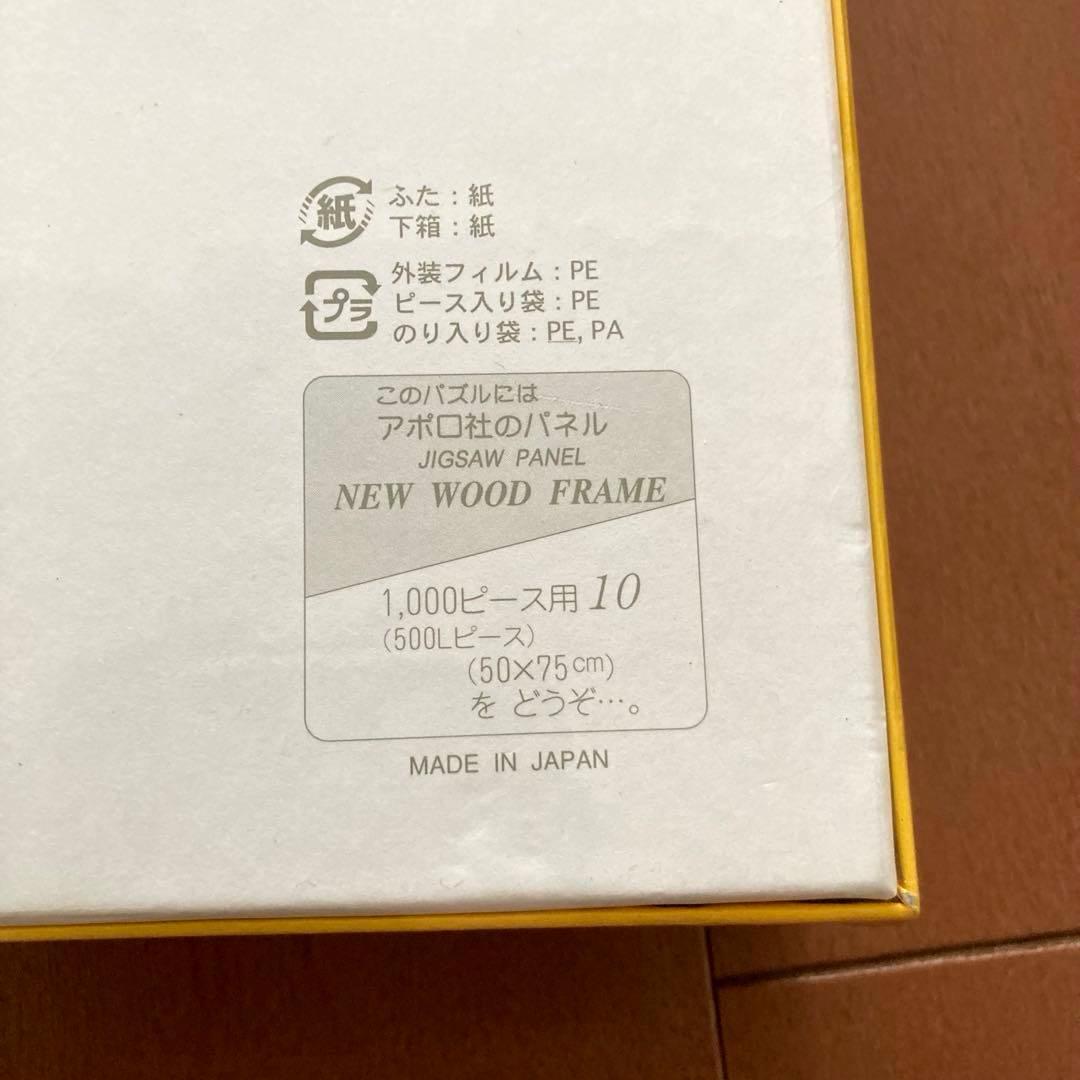 紙
ふた：紙
下箱：紙
プラ
外装フィルム：PE
ピース入り袋：PE
のり入り袋：PE, PA
このパズルには
アポロ社のパネル
JIGSAW PANEL
NEW WOOD FRAME
1,000ピース用 10
(500Lピース)
(50×75cm)
を どうぞ…。
MADE IN JAPAN